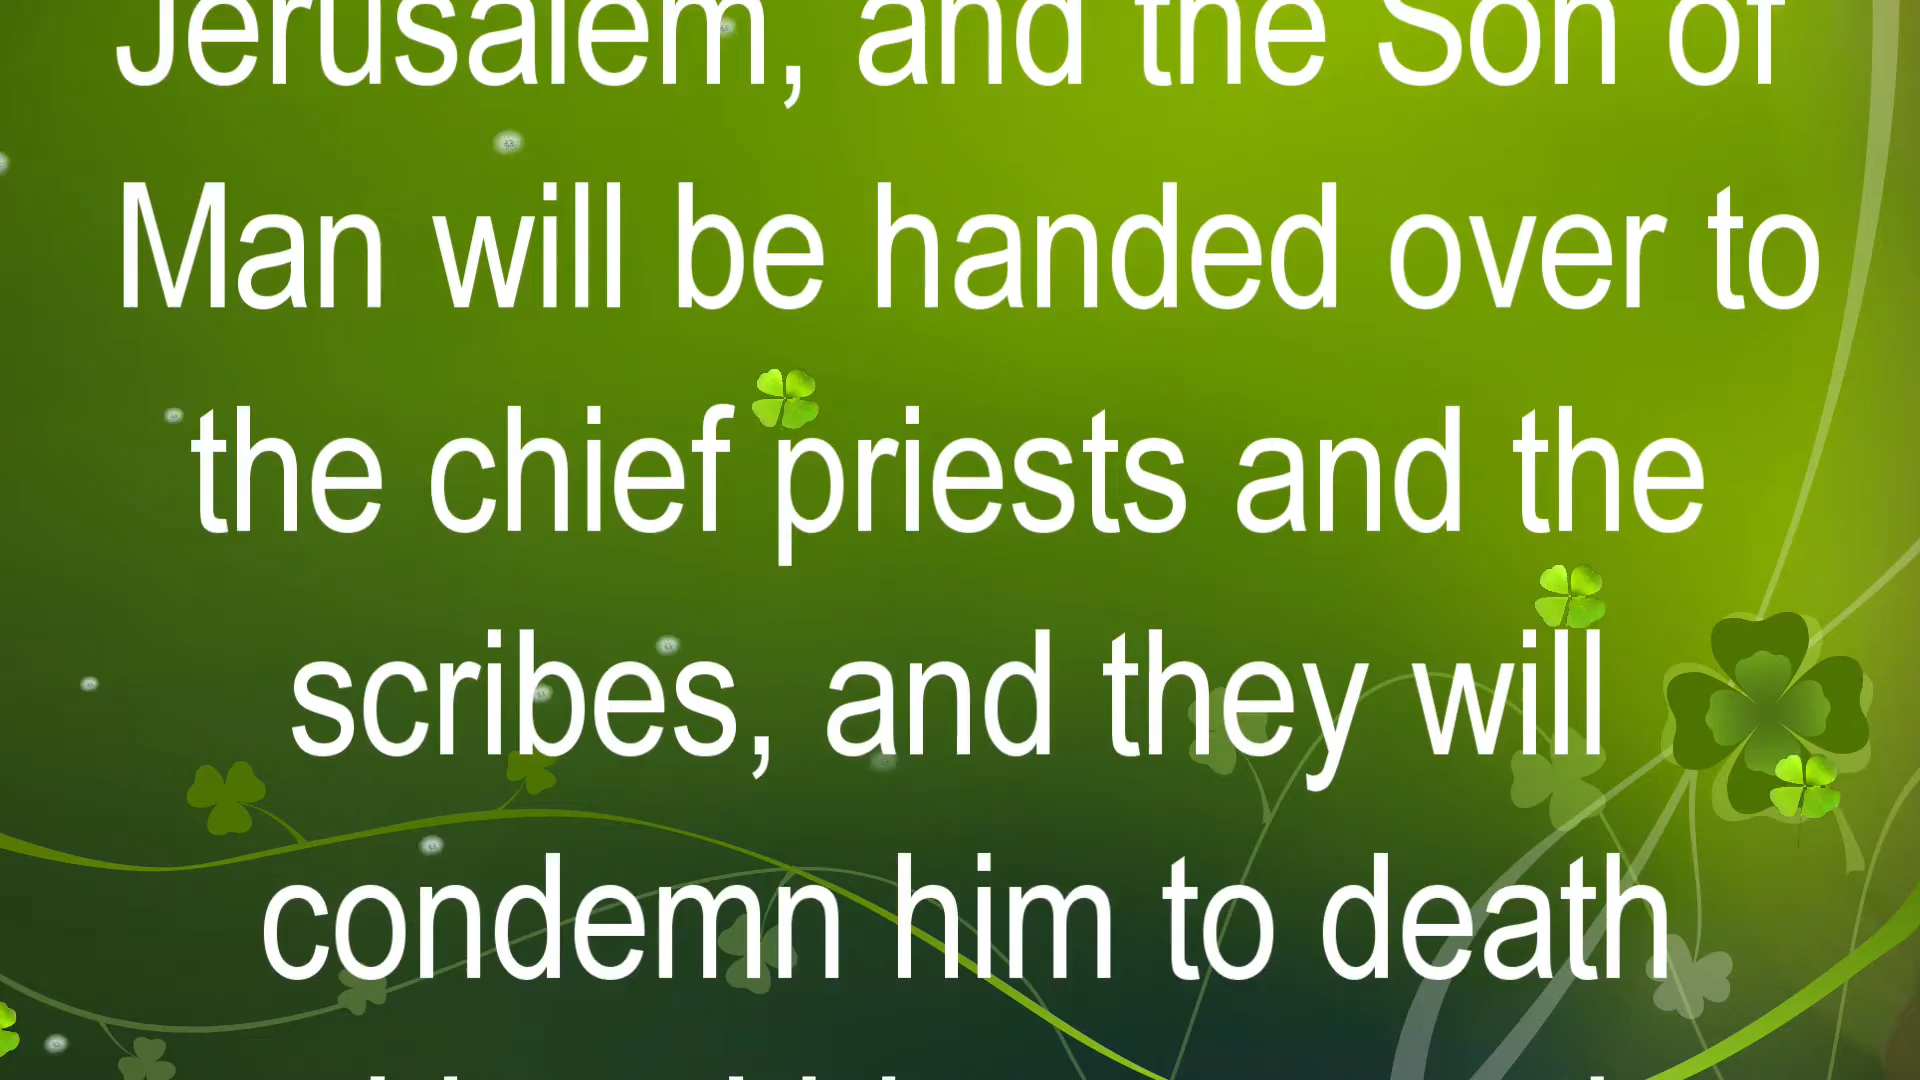 Jerusalem, and the Son of
Man will be handed over to
the chief priests and the
scribes, and they will
condemn him to death